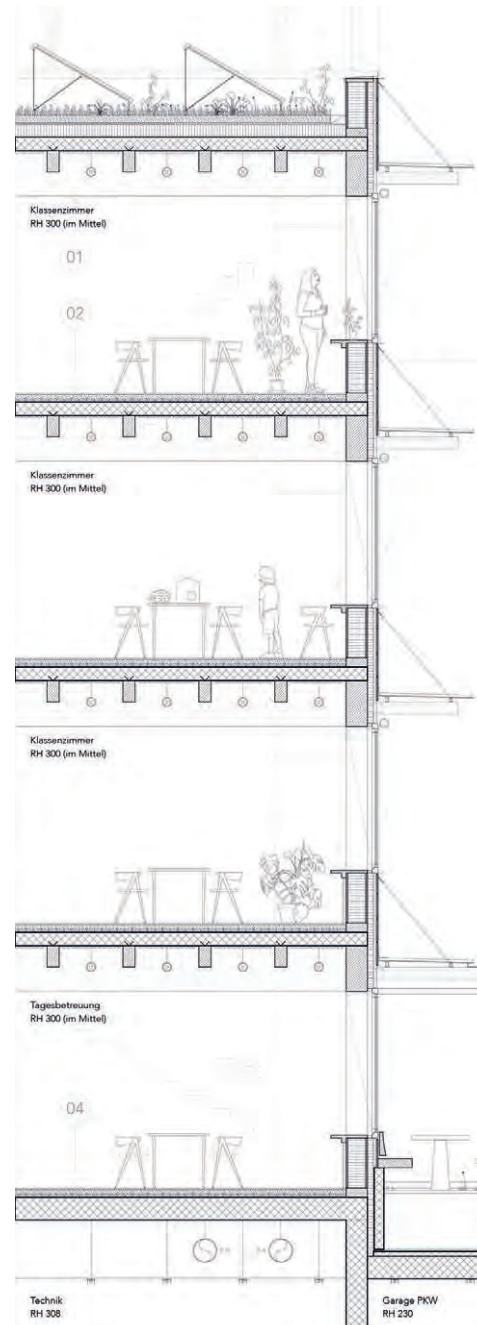 Klassenzimmer
RH 300 (im Mittel)
01
02
Klassenzimmer
RH 300 (im Mittel)
Klassenzimmer
RH 300 (im Mittel)
Tagesbetreuung
RH 300 (im Mittel)
04
Technik
RH 308
Garage PKW
RH 230